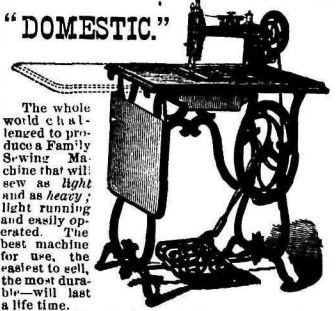 "DOMESTIC."
The whole
world chal-
lenged to pro-
duce a Family
Sewing Ma-
chine that will
sew as light
and as heavy;
light running
and easily op-
erated. The
best machine
for use, the
easiest to sell,
the most dura-
ble—will last
a life time.